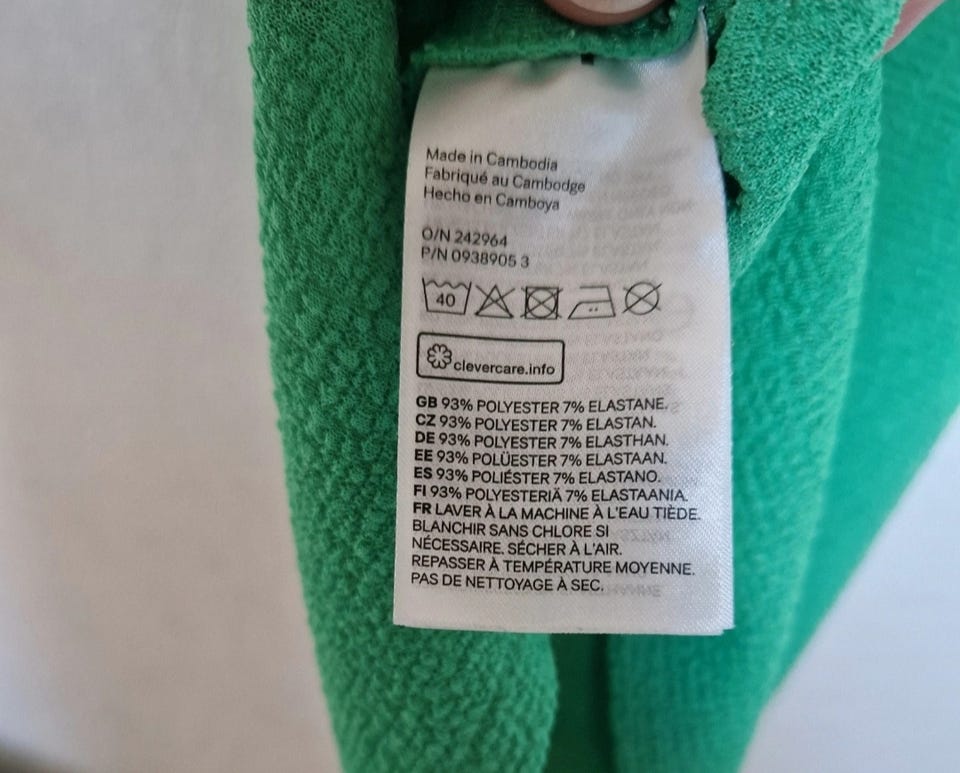 Made in Cambodia
Fabriqué au Cambodge
Hecho en Camboya
O/N 242964
P/N 0938905 3
40
clevercare.info
GB 93% POLYESTER 7% ELASTANE.
CZ 93% POLYESTER 7% ELASTAN.
DE 93% POLYESTER 7% ELASTHAN.
EE 93% POLÜESTER 7% ELASTAAN.
ES 93% POLIÉSTER 7% ELASTANO.
FI 93% POLYESTERIÄ 7% ELASTAANIA.
FR LAVER À LA MACHINE À L'EAU TIÈDE.
BLANCHIR SANS CHLORE SI
NÉCESSAIRE. SÉCHER À L'AIR.
REPASSER À TEMPÉRATURE MOYENNE.
PAS DE NETTOYAGE À SEC.